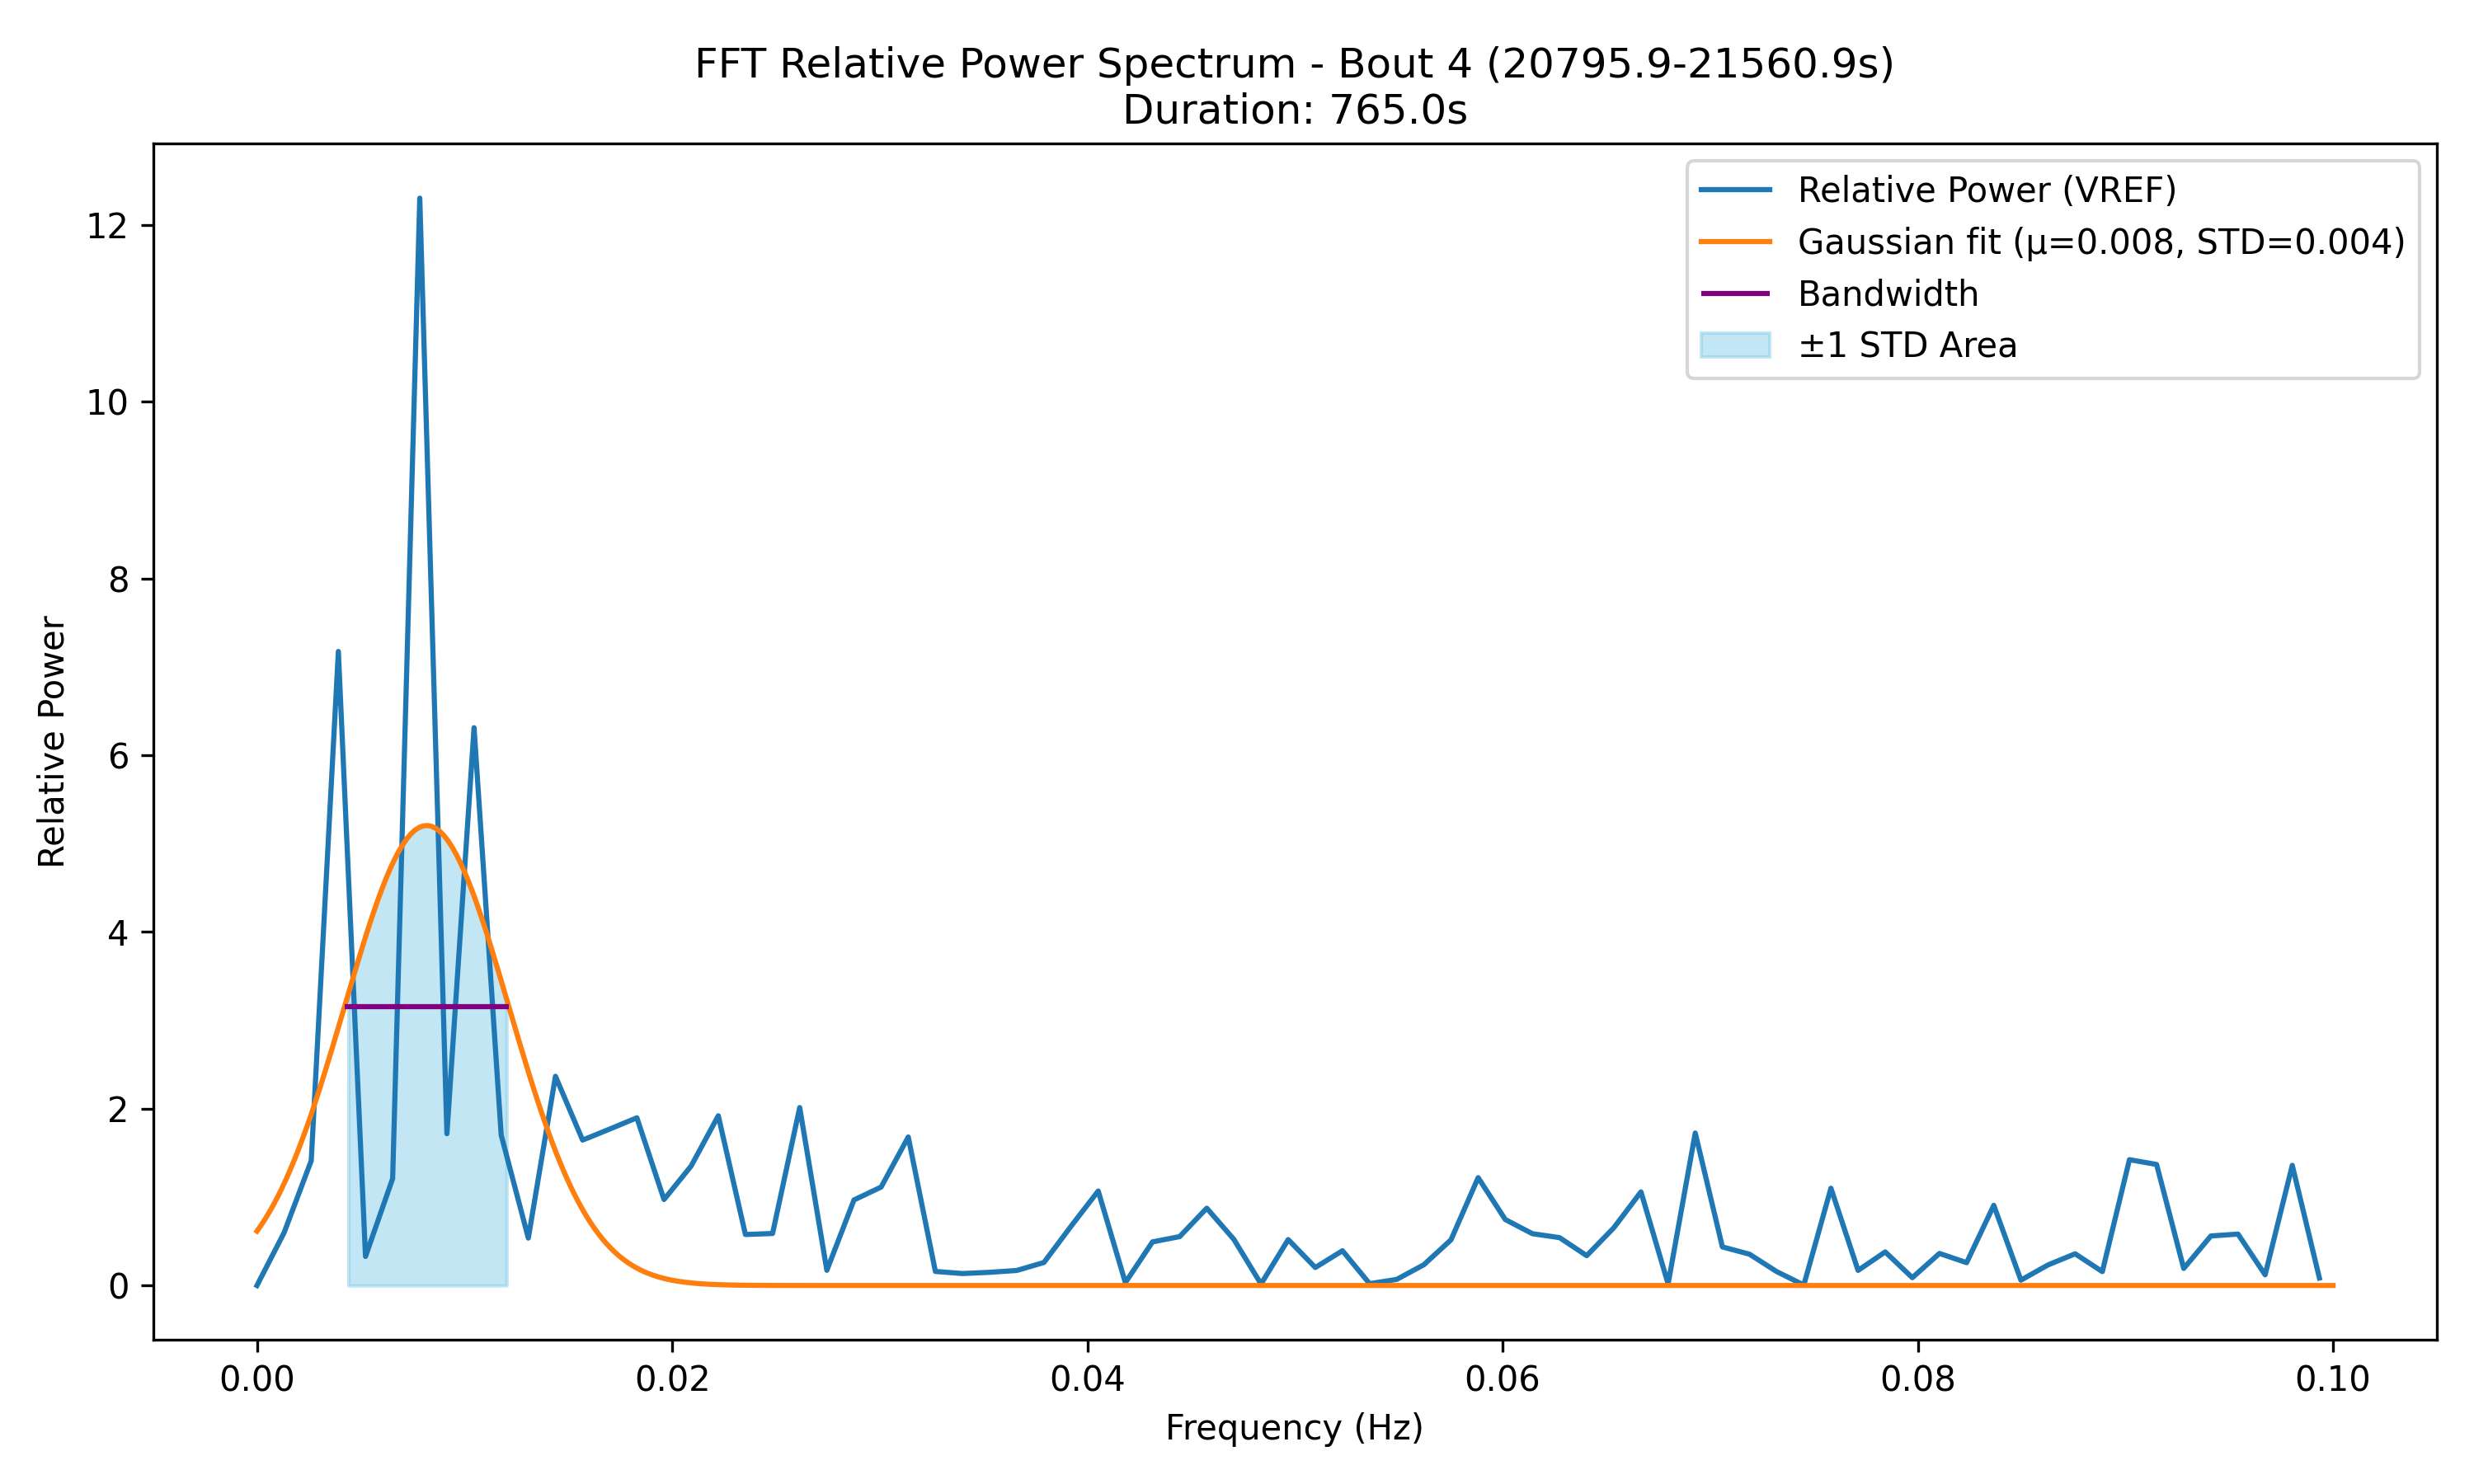 FFT Relative Power Spectrum - Bout 4 (20795.9-21560.9s)
Duration: 765.0s
Relative Power (VREF)
Gaussian fit (μ=0.008, STD=0.004)
Bandwidth
±1 STD Area
Relative Power
12
10
8
6
4
2
0
0.00 0.02 0.04 0.06 0.08 0.10
Frequency (Hz)